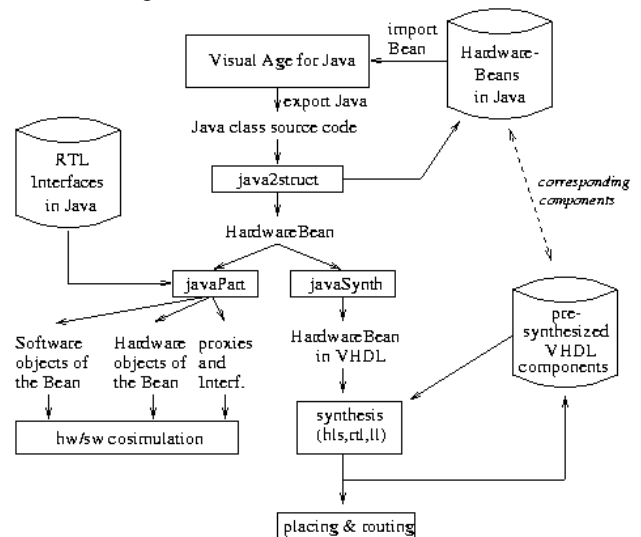 import
Bean
Visual Age for Java
Hardware-
Beans
in Java
export Java
Java class source code
RTL
Interfaces
in Java
java2struct
corresponding
components
HardwareBean
javaPart
javaSynth
Software
objects of
the Bean
Hardware
objects of
the Bean
proxies
and
Interf.
HardwareBean
in VHDL
pre-
synthesized
VHDL
components
synthesis
(hls,rtl,ll)
hw/sw cosimulation
placing & routing